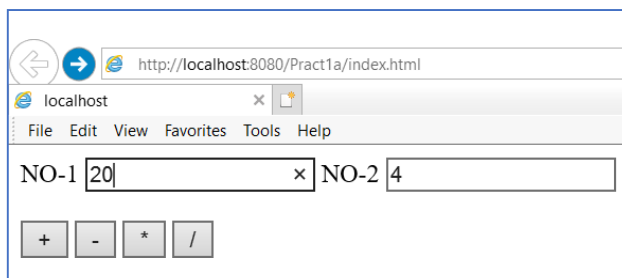 http://localhost:8080/Pract1a/index.html
localhost
File Edit View Favorites Tools Help
NO-1 20 NO-2 4
+ - * /